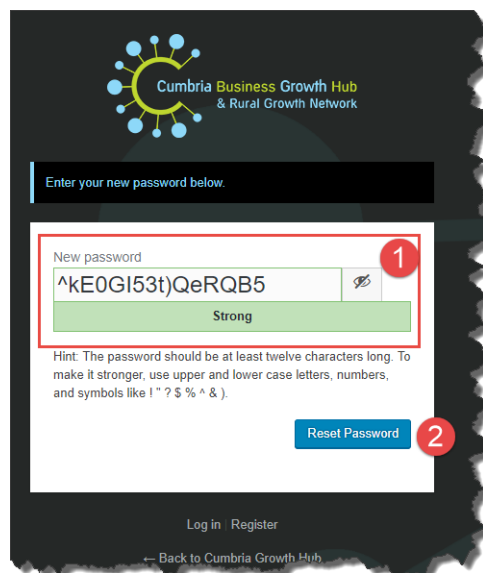 Cumbria Business Growth Hub
& Rural Growth Network
Enter your new password below.
1
New password
^kE0GI53t)QeRQB5
Strong
Hint: The password should be at least twelve characters long. To
make it stronger, use upper and lower case letters, numbers,
and symbols like ! " ? $ % ^ & ).
Reset Password
2
Log in | Register
← Back to Cumbria Growth Hub